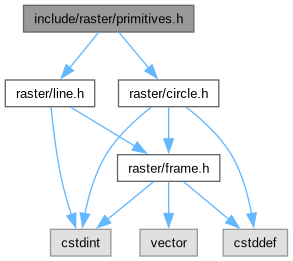 include/raster/primitives.h
raster/line.h
raster/circle.h
raster/frame.h
cstdint
vector
cstddef